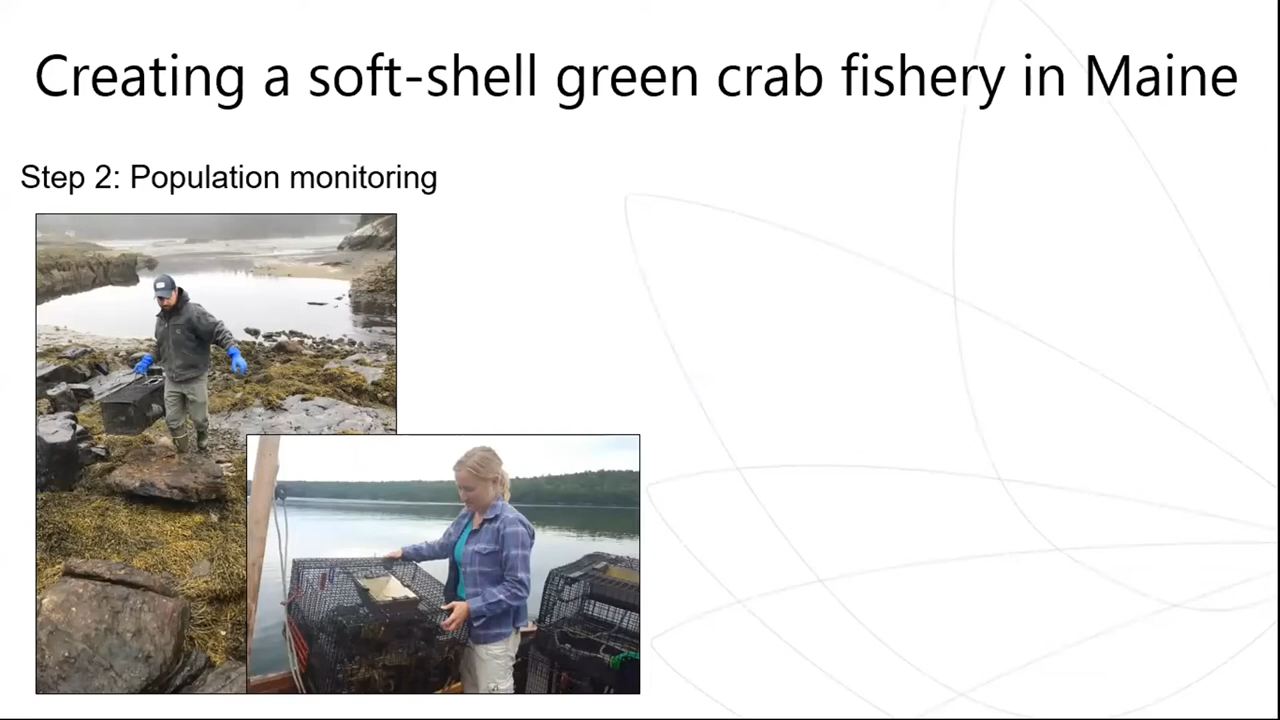 Creating a soft-shell green crab fishery in Maine
Step 2: Population monitoring